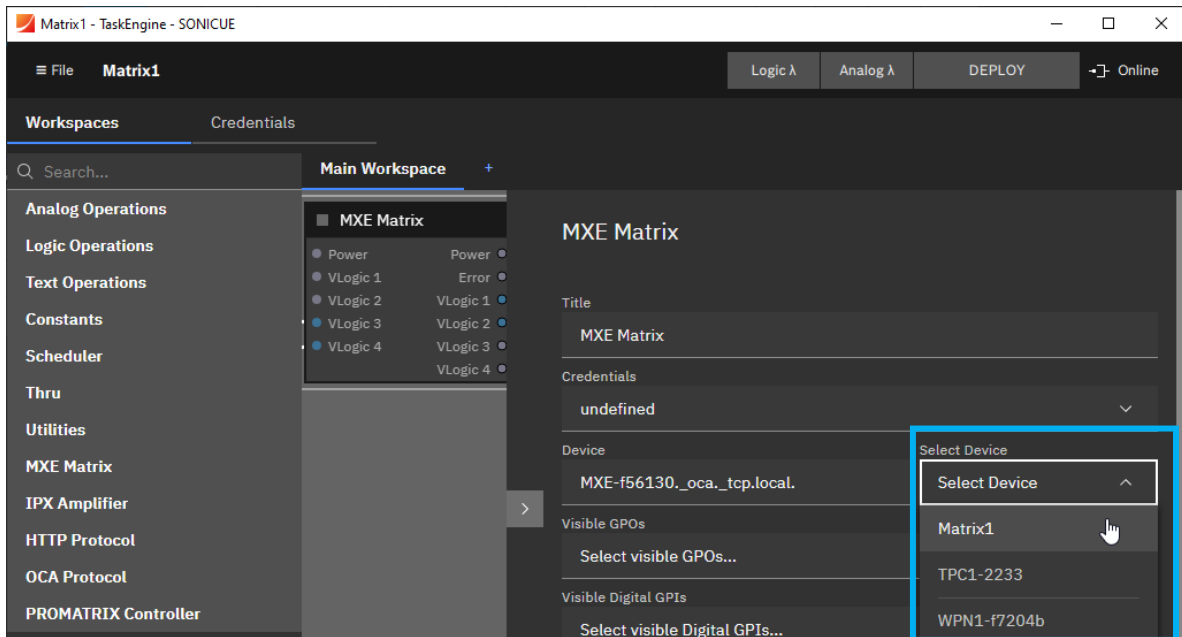 Matrix1 - TaskEngine - SONICUE
File Matrix1 Logic λ Analog λ DEPLOY Online
Workspaces Credentials
Search...
Main Workspace +
Analog Operations
Logic Operations
Text Operations
Constants
Scheduler
Thru
Utilities
MXE Matrix
IPX Amplifier
HTTP Protocol
OCA Protocol
PROMATRIX Controller
MXE Matrix
Power Power
VLogic 1 Error
VLogic 2 VLogic 1
VLogic 3 VLogic 2
VLogic 4 VLogic 3
VLogic 4
MXE Matrix
Title
MXE Matrix
Credentials
undefined
Device
MXE-f56130._oca._tcp.local.
Visible GPOs
Select visible GPOs...
Visible Digital GPIs
Select visible Digital GPIs...
Select Device
Select Device
Matrix1
TPC1-2233
WPN1-f7204b